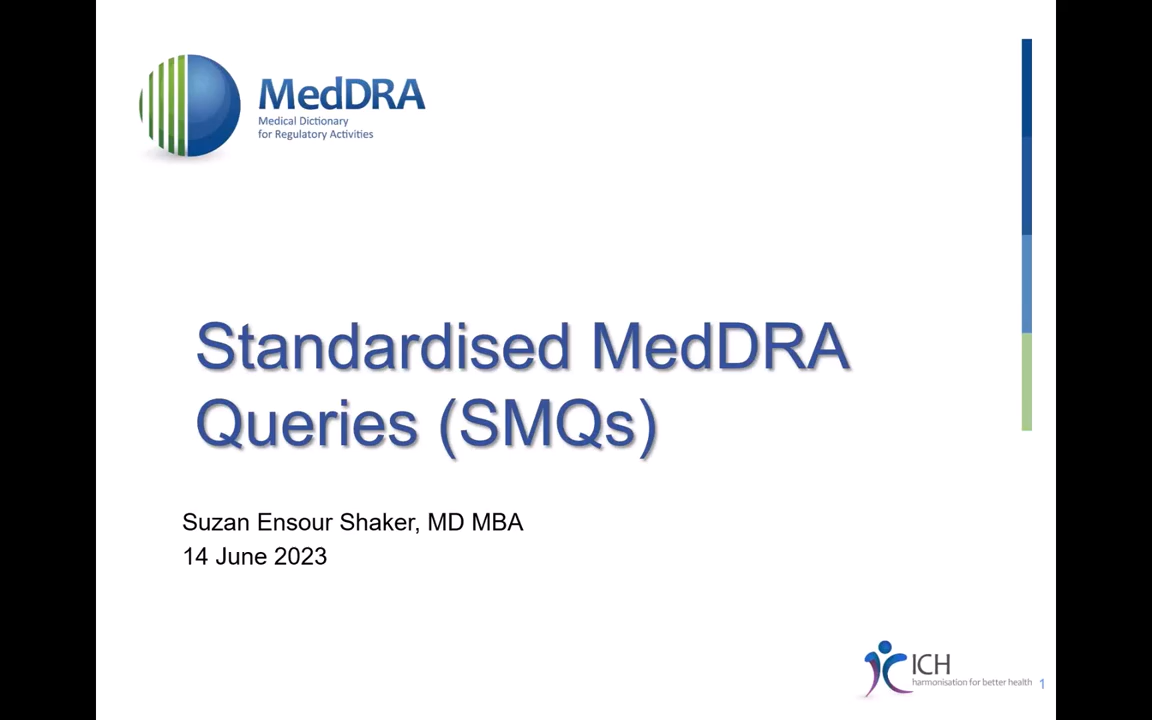 MedDRA
Medical Dictionary
for Regulatory Activities
Standardised MedDRA
Queries (SMQs)
Suzan Ensour Shaker, MD MBA
14 June 2023
ICH
harmonisation for better health
1